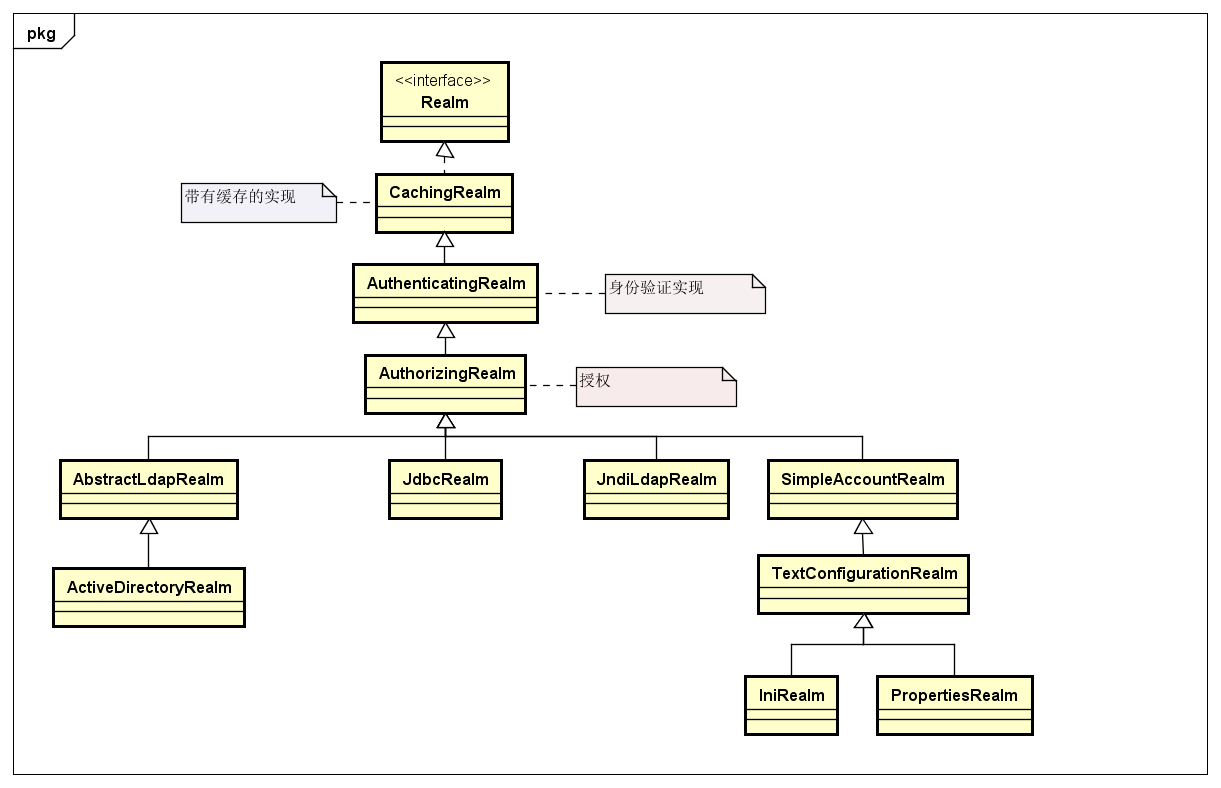 pkg
<<interface>>
Realm
带有缓存的实现
CachingRealm
AuthenticatingRealm
身份验证实现
AuthorizingRealm
授权
AbstractLdapRealm
JdbcRealm
JndiLdapRealm
SimpleAccountRealm
ActiveDirectoryRealm
TextConfigurationRealm
IniRealm
PropertiesRealm